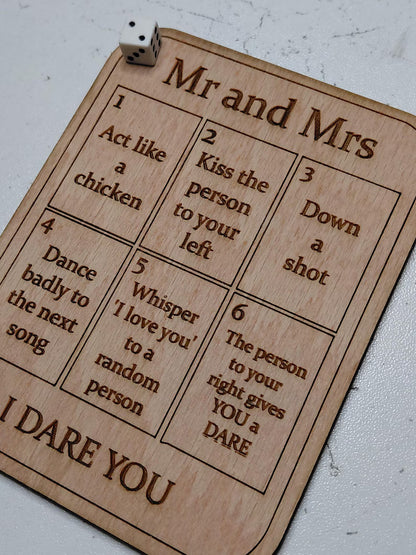 Mr and Mrs
1
Act like
a
chicken
2
Kiss the
person
to your
left
3
Down
a
shot
4
Dance
badly to
the next
song
5
Whisper
'I love you'
to a
random
person
6
The person
to your
right gives
YOU a
DARE
I DARE YOU